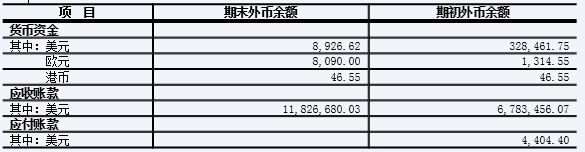 项 目 期末外币余额 期初外币余额
货币资金
其中：美元 8,926.62 328,461.75
欧元 8,090.00 1,314.55
港币 46.55 46.55
应收账款
其中：美元 11,826,680.03 6,783,456.07
应付账款
其中：美元 4,404.40